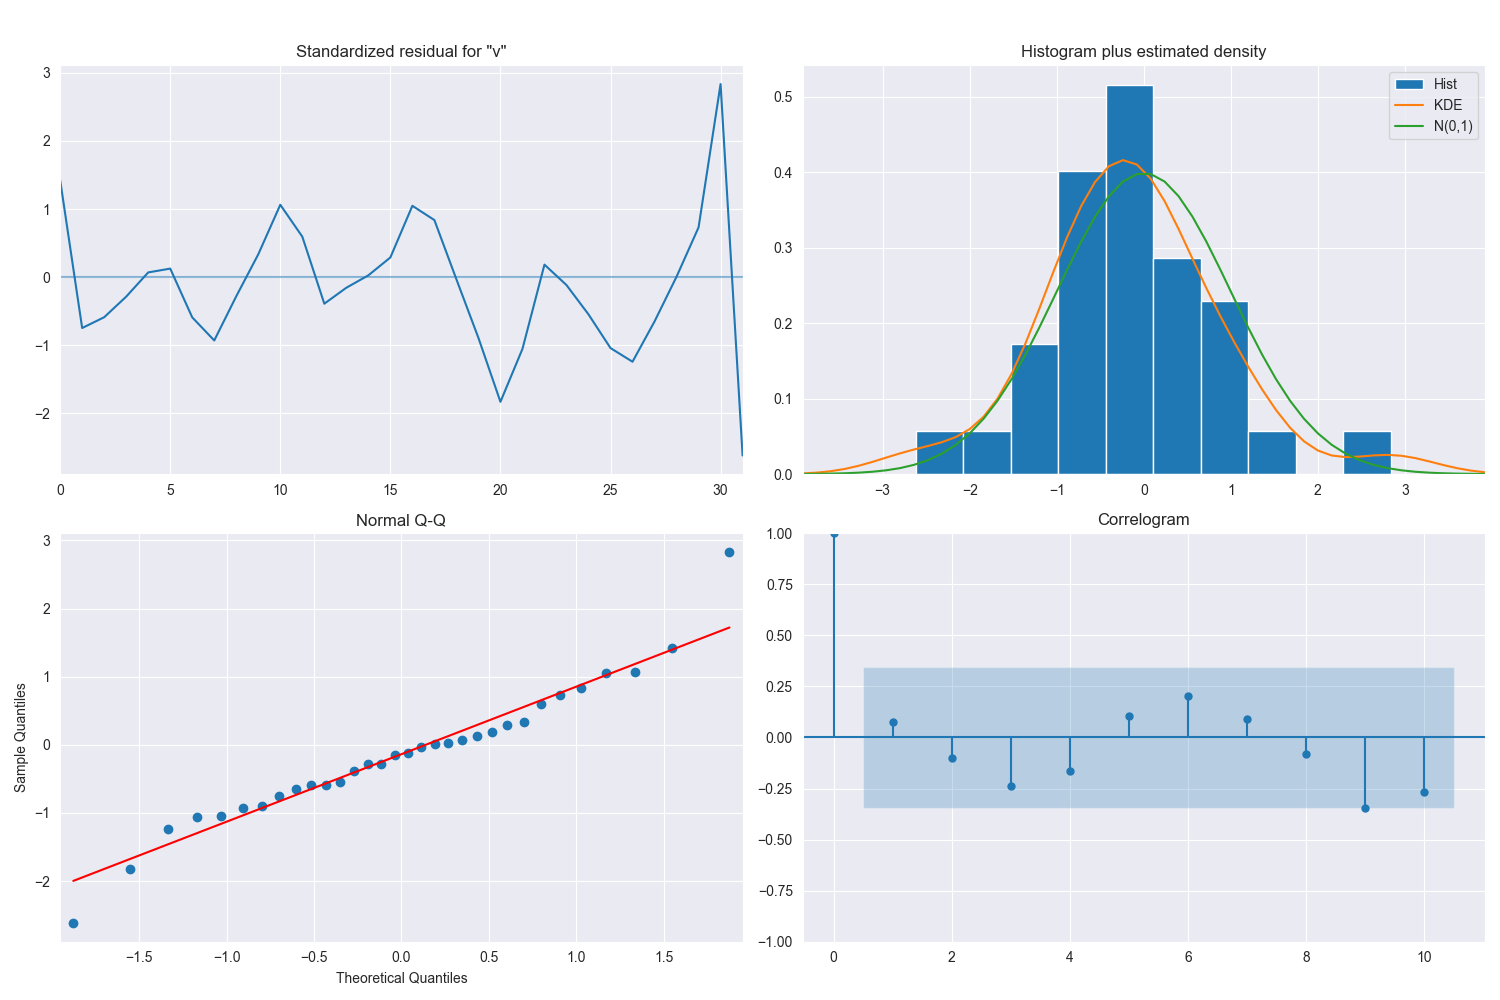 Standardized residual for "v"
3
2
1
0
−1
−2
0 5 10 15 20 25 30
Histogram plus estimated density
Hist
KDE
N(0,1)
0.5
0.4
0.3
0.2
0.1
0.0
−3 −2 −1 0 1 2 3
Normal Q-Q
Sample Quantiles
3
2
1
0
−1
−2
−1.5 −1.0 −0.5 0.0 0.5 1.0 1.5
Theoretical Quantiles
Correlogram
1.00
0.75
0.50
0.25
0.00
−0.25
−0.50
−0.75
−1.00
0 2 4 6 8 10